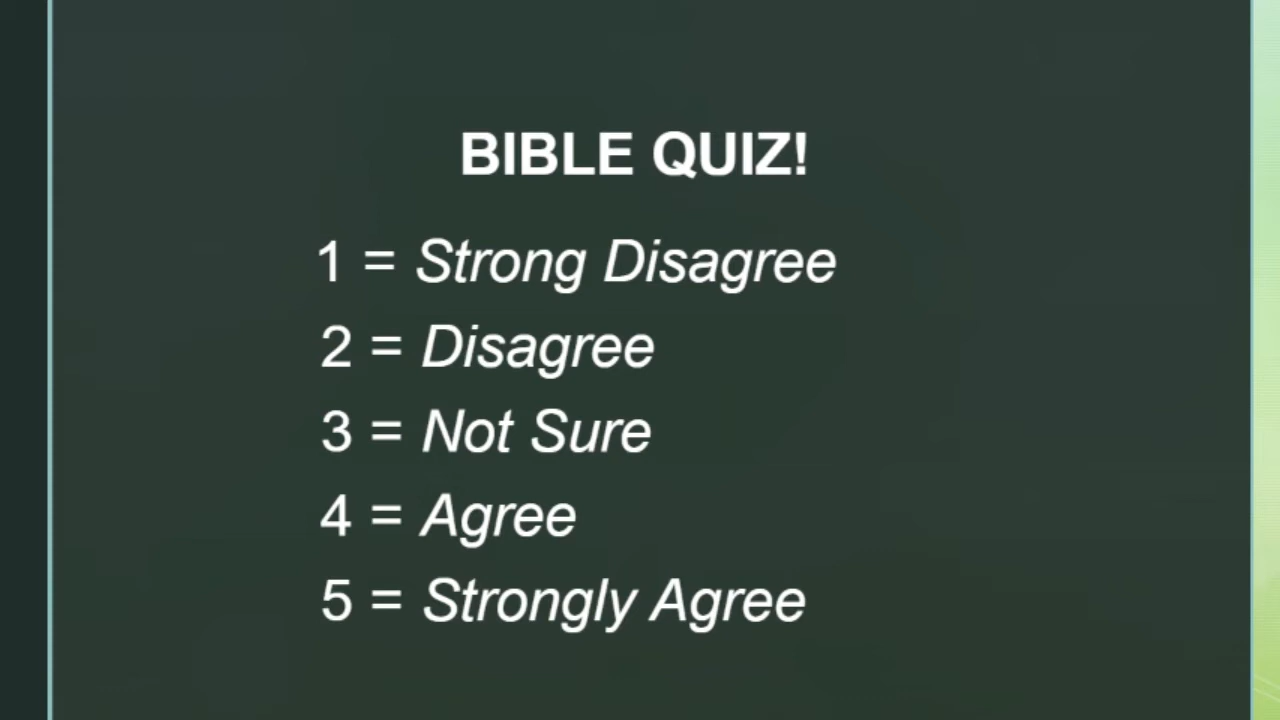 BIBLE QUIZ!
1 = Strong Disagree
2 = Disagree
3 = Not Sure
4 = Agree
5 = Strongly Agree